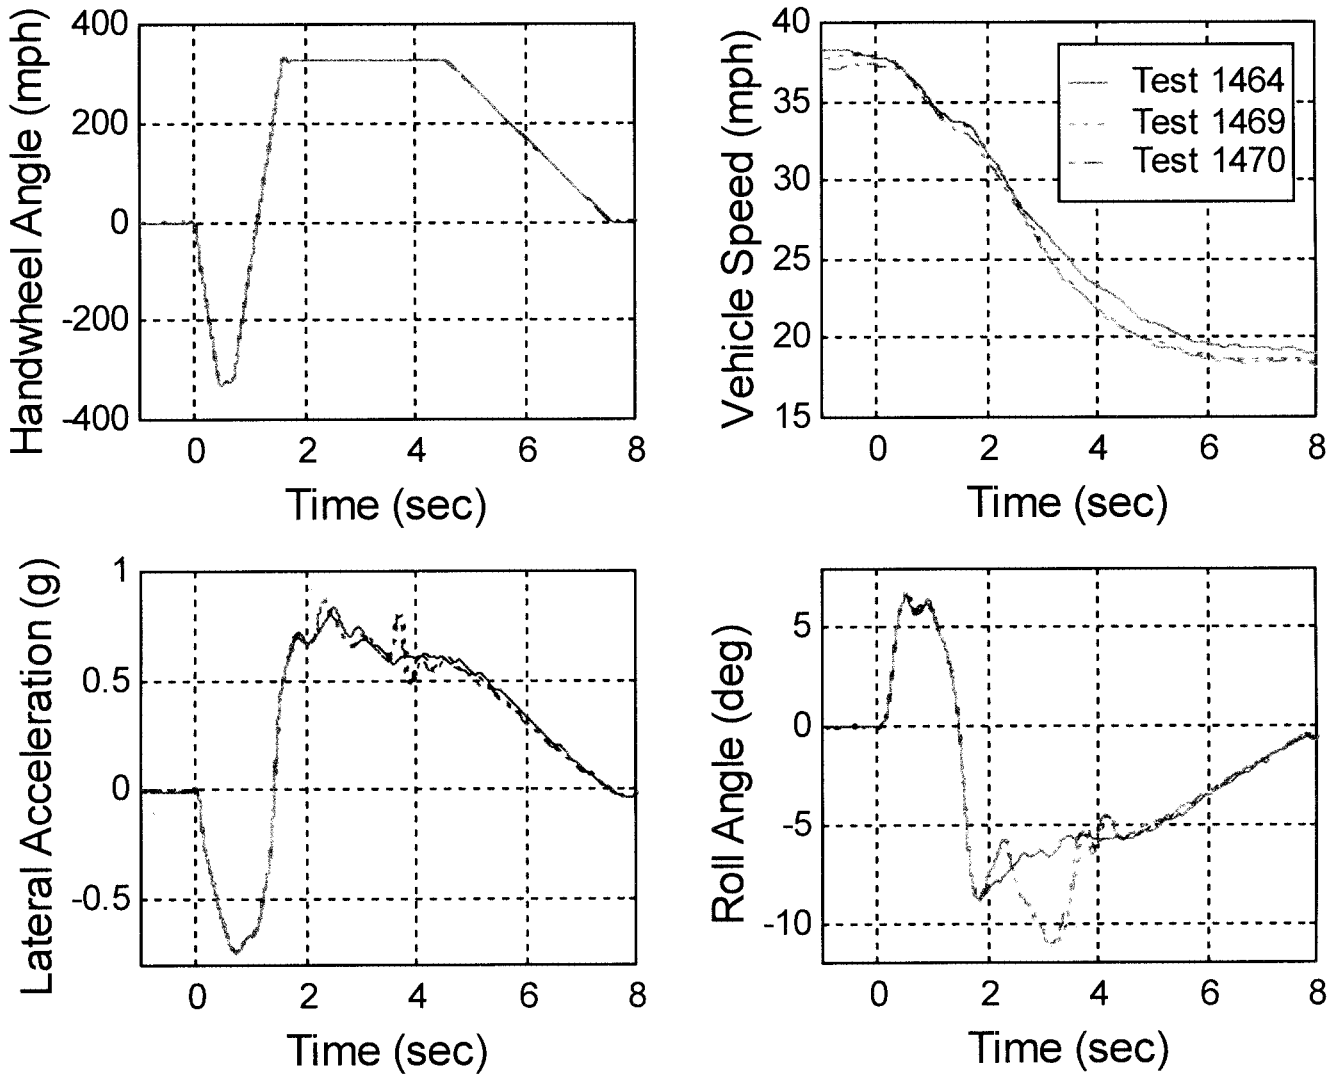 Handwheel Angle (mph)
400
200
0
-200
-400
0 2 4 6 8
Time (sec)
Vehicle Speed (mph)
40
35
30
25
20
15
Test 1464
Test 1469
Test 1470
0 2 4 6 8
Time (sec)
Lateral Acceleration (g)
1
0.5
0
-0.5
0 2 4 6 8
Time (sec)
Roll Angle (deg)
5
0
-5
-10
0 2 4 6 8
Time (sec)